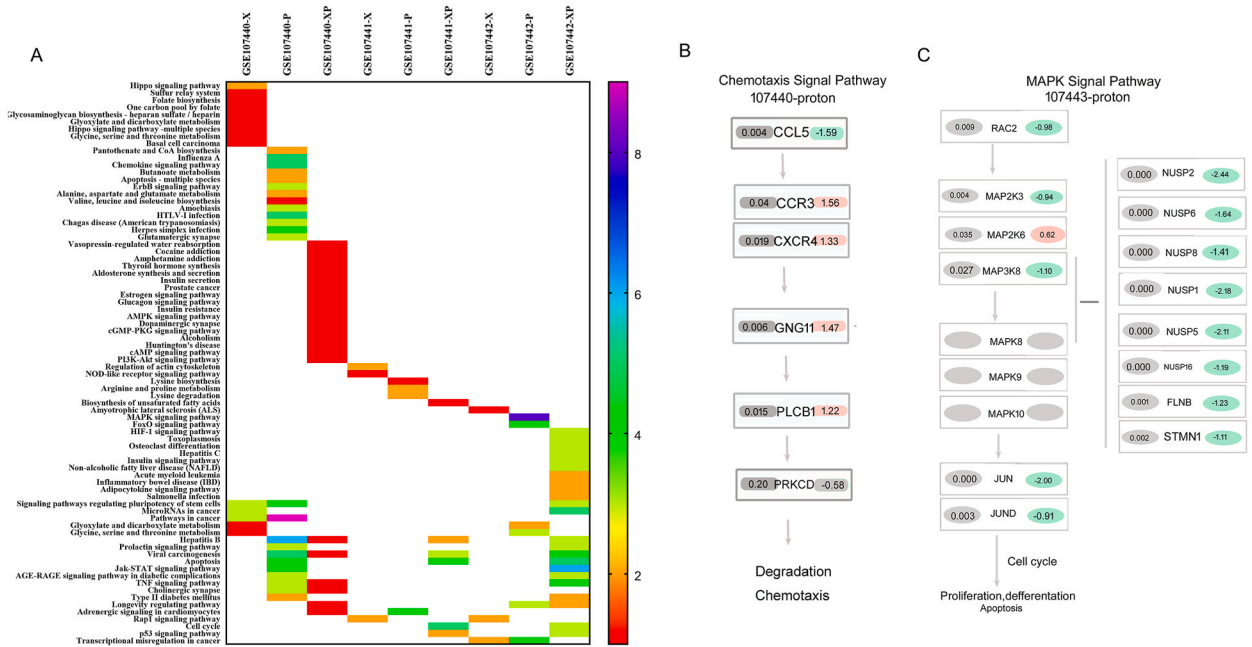 A
GSE107440-X
GSE107440-P
GSE107440-XP
GSE107441-X
GSE107441-P
GSE107441-XP
GSE107442-X
GSE107442-P
GSE107442-XP
Hippo signaling pathway
Sulfur relay system
Folate biosynthesis
One carbon pool by folate
Glycosaminoglycan biosynthesis - heparan sulfate / heparin
Glyoxylate and dicarboxylate metabolism
Hippo signaling pathway -multiple species
Glycine, serine and threonine metabolism
Basal cell carcinoma
Pantothenate and CoA biosynthesis
Influenza A
Chemokine signaling pathway
Butanoate metabolism
Apoptosis - multiple species
ErbB signaling pathway
Alanine, aspartate and glutamate metabolism
Valine, leucine and isoleucine biosynthesis
Amoebiasis
HTLV-I infection
Chagas disease (American trypanosomiasis)
Herpes simplex infection
Glutamatergic synapse
Vasopressin-regulated water reabsorption
Cocaine addiction
Amphetamine addiction
Thyroid hormone synthesis
Aldosterone synthesis and secretion
Insulin secretion
Prostate cancer
Estrogen signaling pathway
Glucagon signaling pathway
Insulin resistance
AMPK signaling pathway
Dopaminergic synapse
cGMP-PKG signaling pathway
Alcoholism
Huntington's disease
cAMP signaling pathway
PI3K-Akt signaling pathway
Regulation of actin cytoskeleton
NOD-like receptor signaling pathway
Lysine biosynthesis
Arginine and proline metabolism
Lysine degradation
Biosynthesis of unsaturated fatty acids
Amyotrophic lateral sclerosis (ALS)
MAPK signaling pathway
FoxO signaling pathway
HIF-1 signaling pathway
Toxoplasmosis
Osteoclast differentiation
Hepatitis C
Insulin signaling pathway
Non-alcoholic fatty liver disease (NAFLD)
Acute myeloid leukemia
Inflammatory bowel disease (IBD)
Adipocytokine signaling pathway
Salmonella infection
Signaling pathways regulating pluripotency of stem cells
MicroRNAs in cancer
Pathways in cancer
Glyoxylate and dicarboxylate metabolism
Glycine, serine and threonine metabolism
Hepatitis B
Prolactin signaling pathway
Viral carcinogenesis
Apoptosis
Jak-STAT signaling pathway
AGE-RAGE signaling pathway in diabetic complications
TNF signaling pathway
Cholinergic synapse
Type II diabetes mellitus
Longevity regulating pathway
Adrenergic signaling in cardiomyocytes
Rap1 signaling pathway
Cell cycle
p53 signaling pathway
Transcriptional misregulation in cancer
8
6
4
2
B
Chemotaxis Signal Pathway
107440-proton
0.004 CCL5 -1.59
0.04 CCR3 1.56
0.019 CXCR4 1.33
0.006 GNG11 1.47
0.015 PLCB1 1.22
0.20 PRKCD -0.58
Degradation
Chemotaxis
C
MAPK Signal Pathway
107443-proton
0.009 RAC2 -0.98
0.004 MAP2K3 -0.94
0.035 MAP2K6 0.62
0.027 MAP3K8 -1.10
MAPK8
MAPK9
MAPK10
0.000 JUN -2.00
0.003 JUND -0.91
Cell cycle
Proliferation,defferentation
Apoptosis
0.000 NUSP2 -2.44
0.000 NUSP6 -1.64
0.000 NUSP8 -1.41
0.000 NUSP1 -2.18
0.000 NUSP5 -2.11
0.000 NUSP16 -1.19
0.001 FLNB -1.23
0.002 STMN1 -1.11